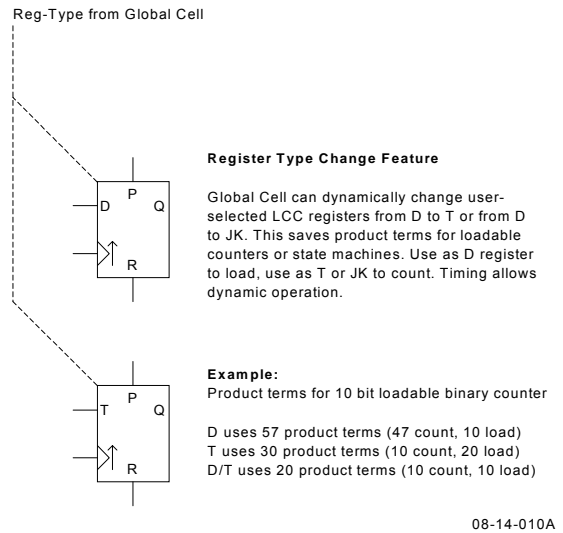 Reg-Type from Global Cell
D
P
Q
R
Register Type Change Feature
Global Cell can dynamically change user-
selected LCC registers from D to T or from D
to JK. This saves product terms for loadable
counters or state machines. Use as D register
to load, use as T or JK to count. Timing allows
dynamic operation.
T
P
Q
R
Example:
Product terms for 10 bit loadable binary counter
D uses 57 product terms (47 count, 10 load)
T uses 30 product terms (10 count, 20 load)
D/T uses 20 product terms (10 count, 10 load)
08-14-010A